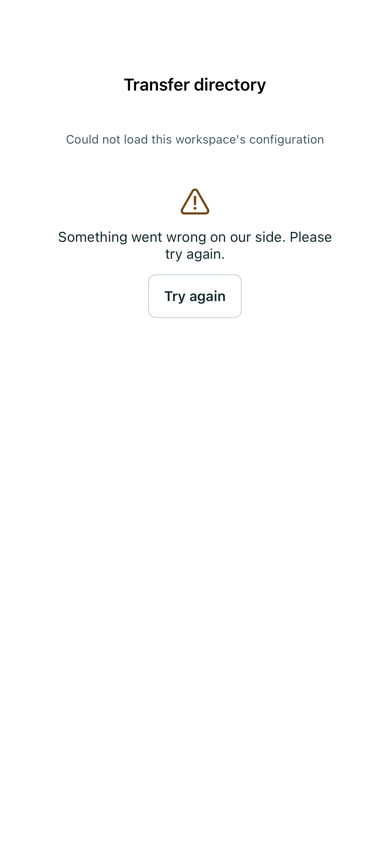 Transfer directory
Could not load this workspace's configuration
Something went wrong on our side. Please
try again.
Try again